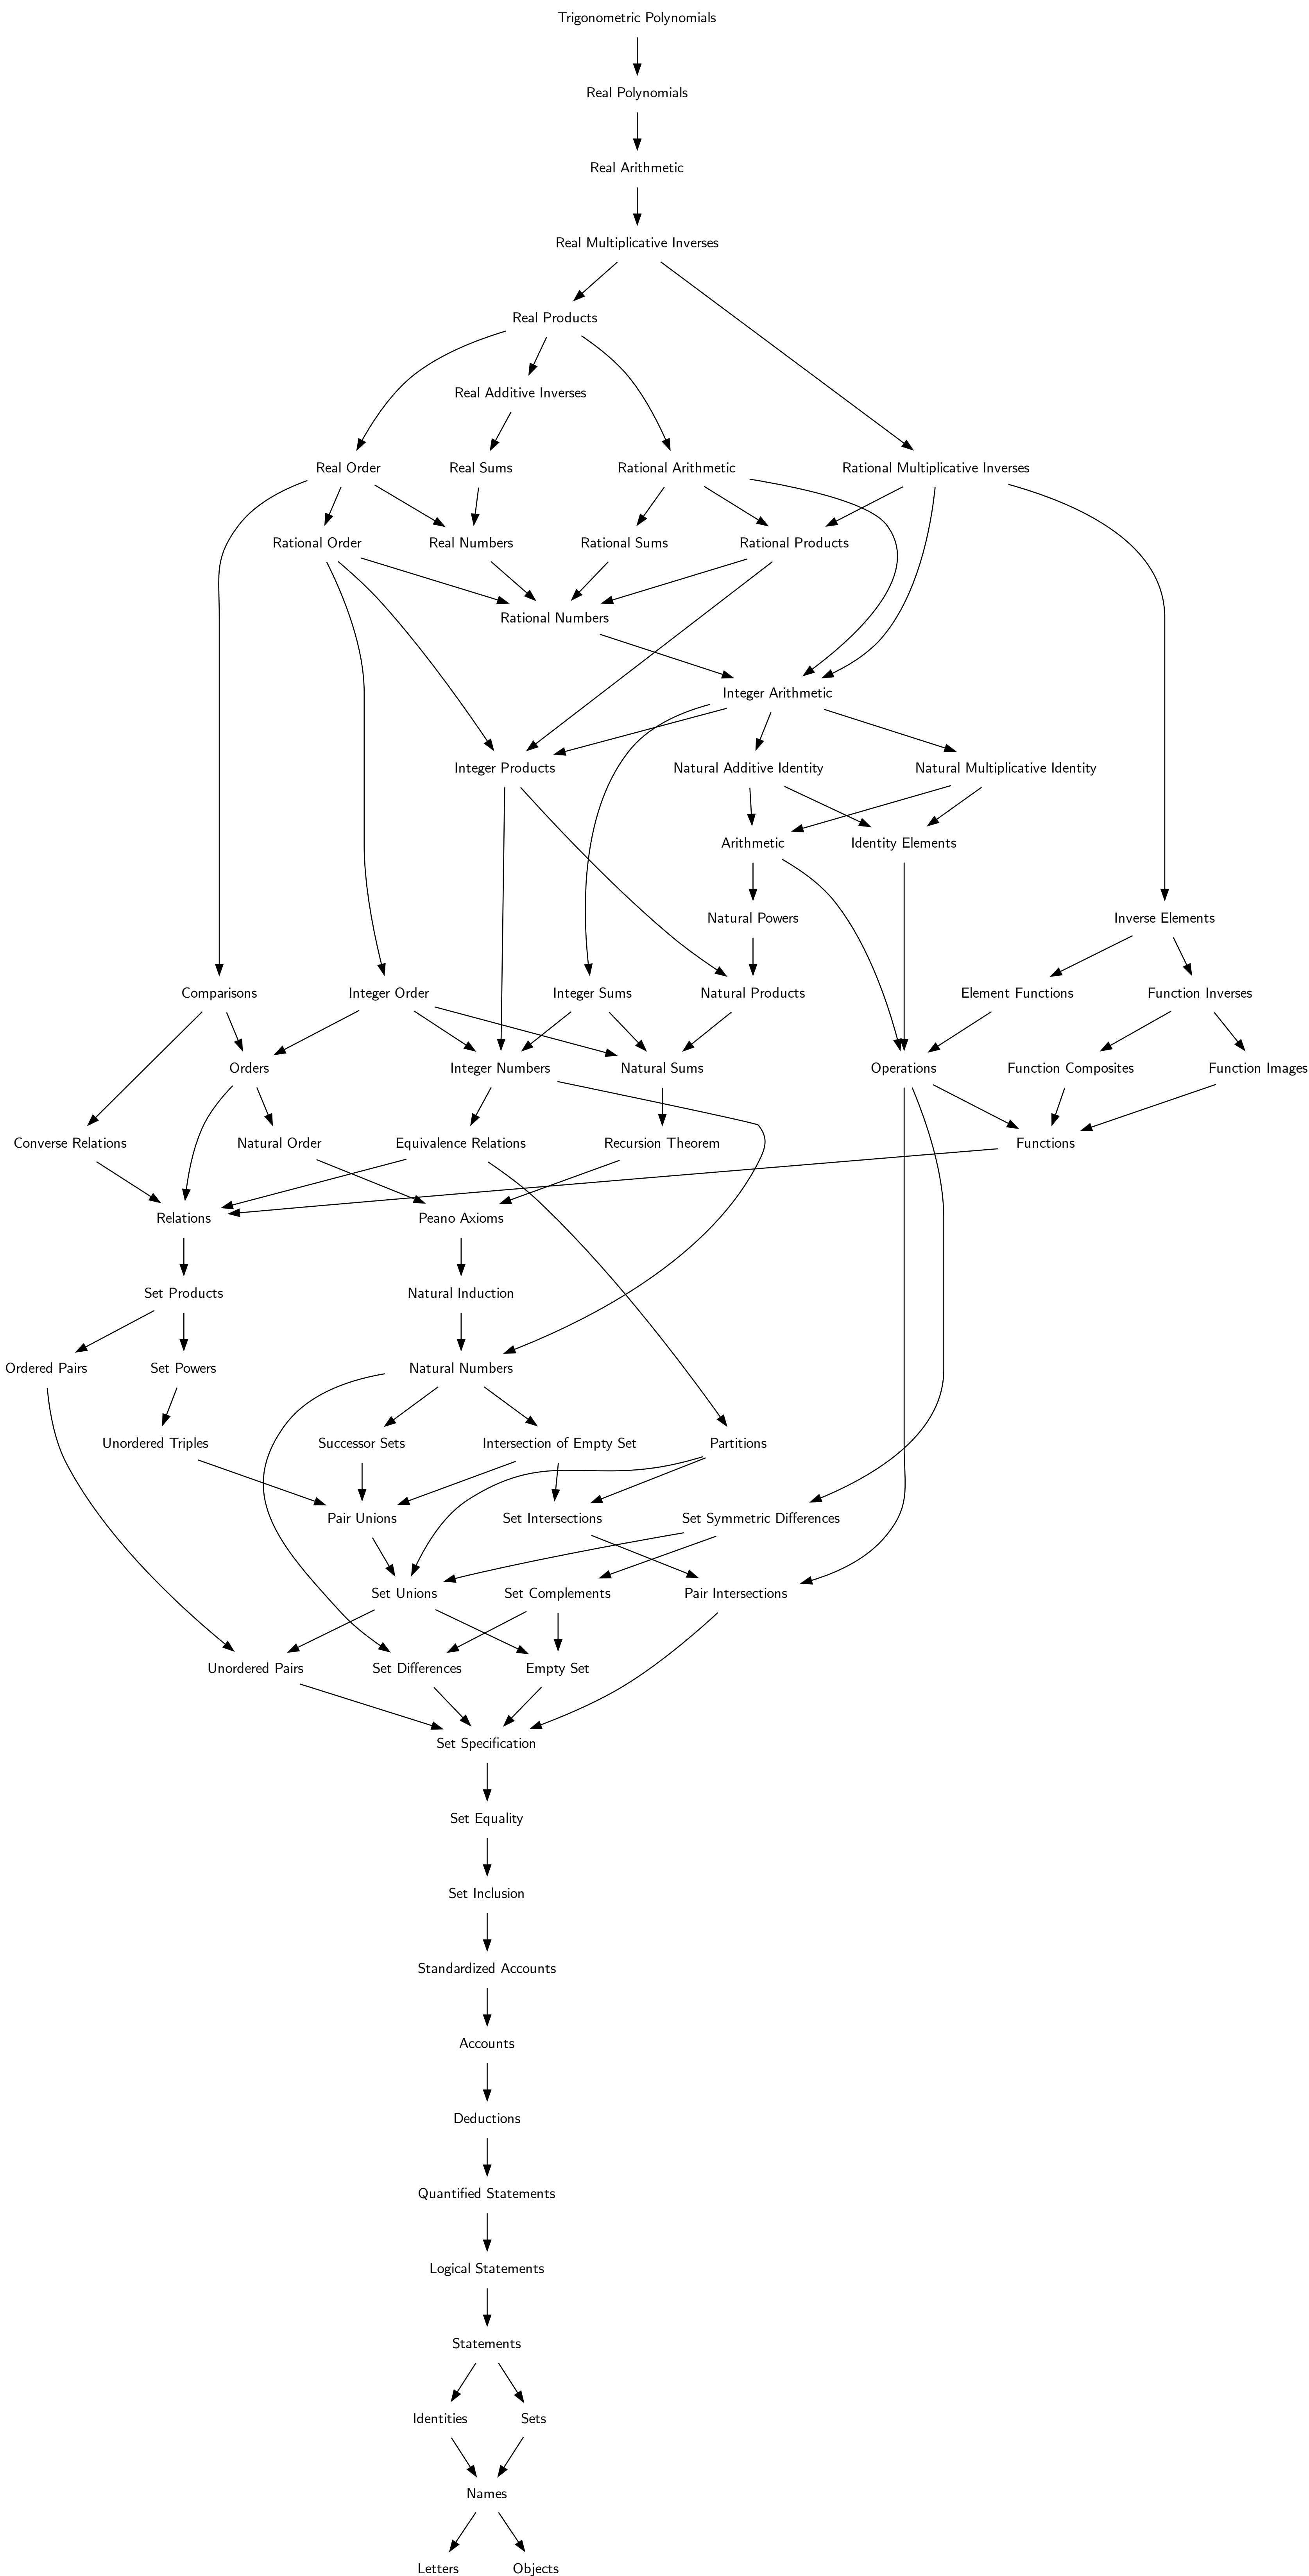 Trigonometric Polynomials
Real Polynomials
Real Arithmetic
Real Multiplicative Inverses
Real Products
Real Additive Inverses
Real Order
Real Sums
Rational Arithmetic
Rational Multiplicative Inverses
Rational Order
Real Numbers
Rational Sums
Rational Products
Rational Numbers
Integer Arithmetic
Integer Products
Natural Additive Identity
Natural Multiplicative Identity
Arithmetic
Identity Elements
Natural Powers
Inverse Elements
Comparisons
Integer Order
Integer Sums
Natural Products
Element Functions
Function Inverses
Orders
Integer Numbers
Natural Sums
Operations
Function Composites
Function Images
Converse Relations
Natural Order
Equivalence Relations
Recursion Theorem
Functions
Relations
Peano Axioms
Set Products
Natural Induction
Ordered Pairs
Set Powers
Natural Numbers
Unordered Triples
Successor Sets
Intersection of Empty Set
Partitions
Pair Unions
Set Intersections
Set Symmetric Differences
Set Unions
Set Complements
Pair Intersections
Unordered Pairs
Set Differences
Empty Set
Set Specification
Set Equality
Set Inclusion
Standardized Accounts
Accounts
Deductions
Quantified Statements
Logical Statements
Statements
Identities
Sets
Names
Letters
Objects